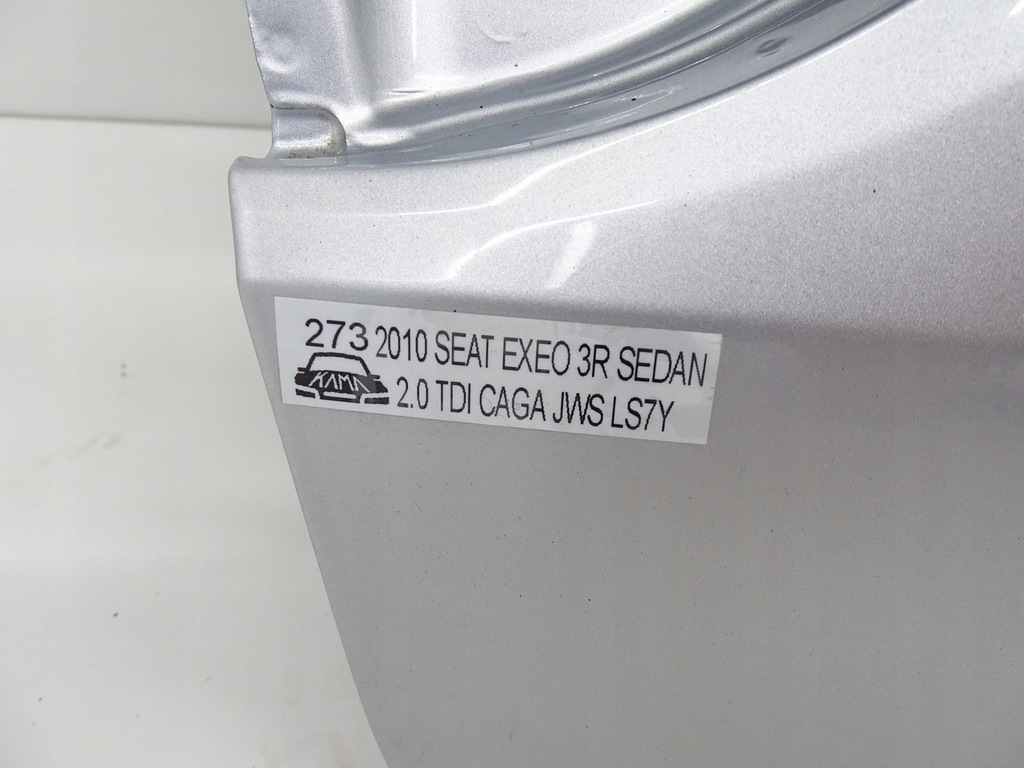 273 2010 SEAT EXEO 3R SEDAN
KAMA 2.0 TDI CAGA JWS LS7Y